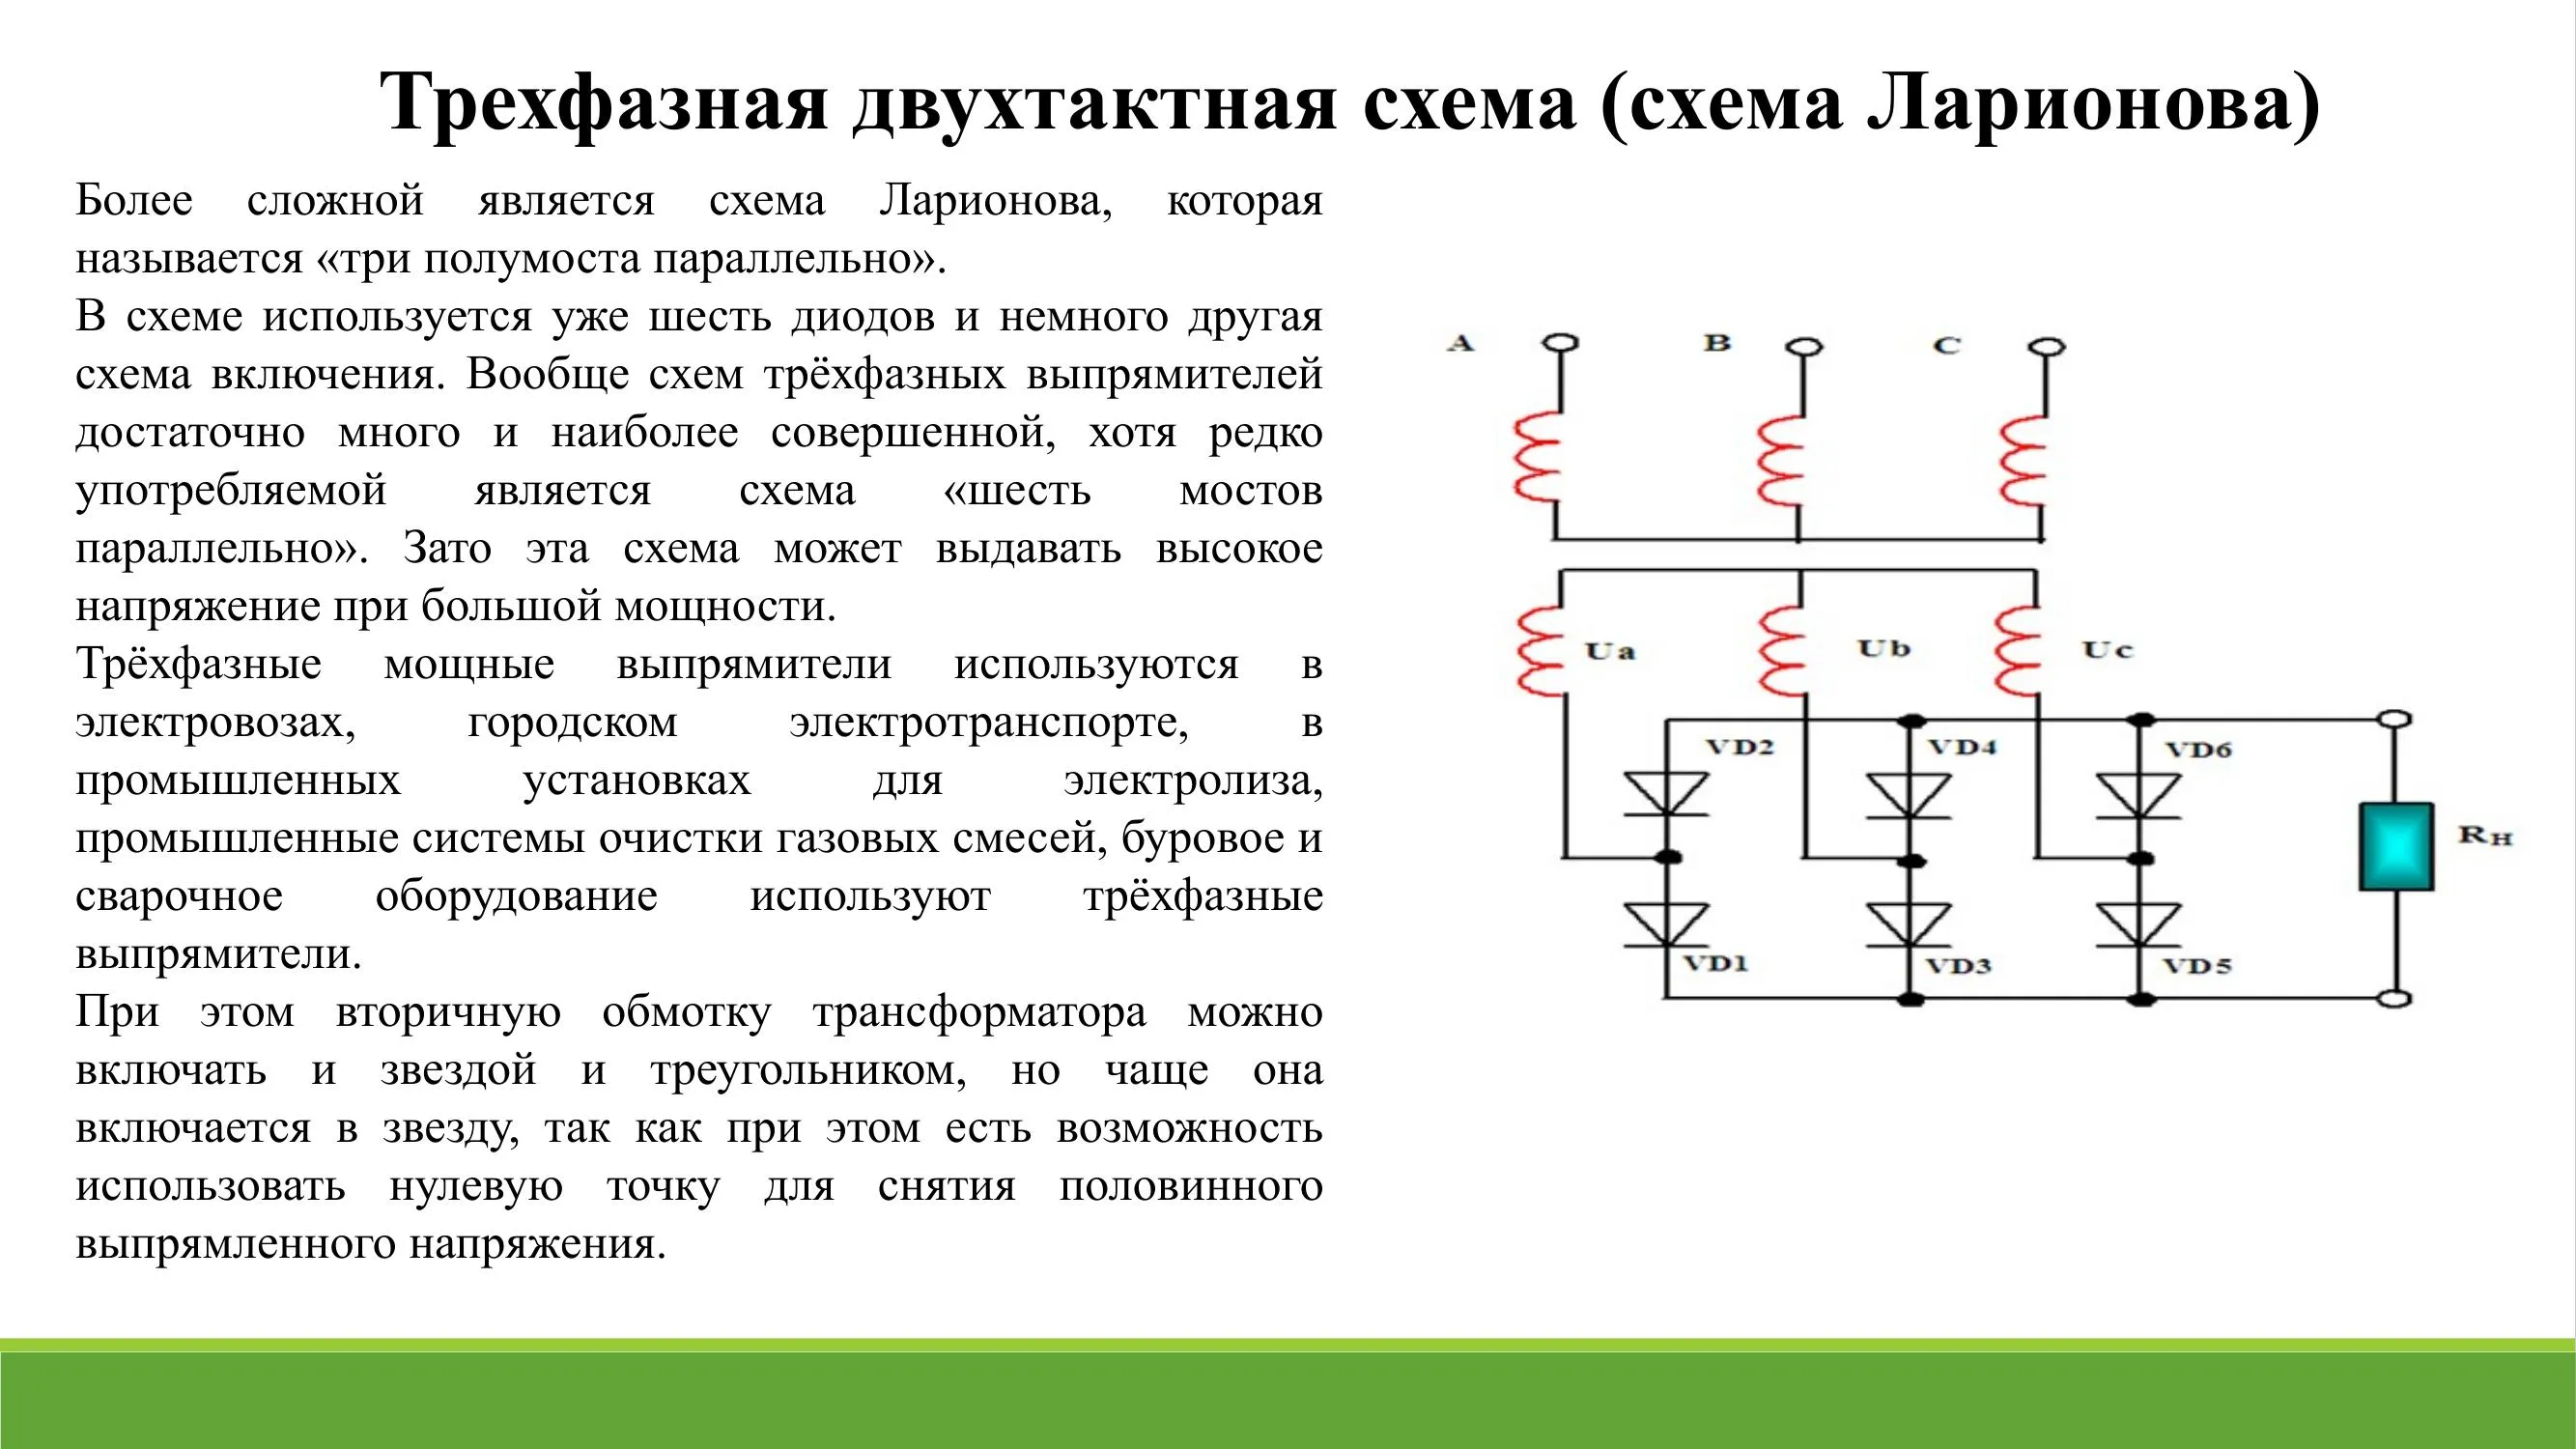 Трехфазная двухтактная схема (схема Ларионова)
Более сложной является схема Ларионова, которая
называется «три полумоста параллельно».
В схеме используется уже шесть диодов и немного другая
схема включения. Вообще схем трёхфазных выпрямителей
достаточно много и наиболее совершенной, хотя редко
употребляемой является схема «шесть мостов
параллельно». Зато эта схема может выдавать высокое
напряжение при большой мощности.
Трёхфазные мощные выпрямители используются в
электровозах, городском электротранспорте, в
промышленных установках для электролиза,
промышленные системы очистки газовых смесей, буровое и
сварочное оборудование используют трёхфазные
выпрямители.
При этом вторичную обмотку трансформатора можно
включать и звездой и треугольником, но чаще она
включается в звезду, так как при этом есть возможность
использовать нулевую точку для снятия половинного
выпрямленного напряжения.
A B C
Ua Ub Uc
VD2 VD4 VD6
Rн
VD1 VD3 VD5